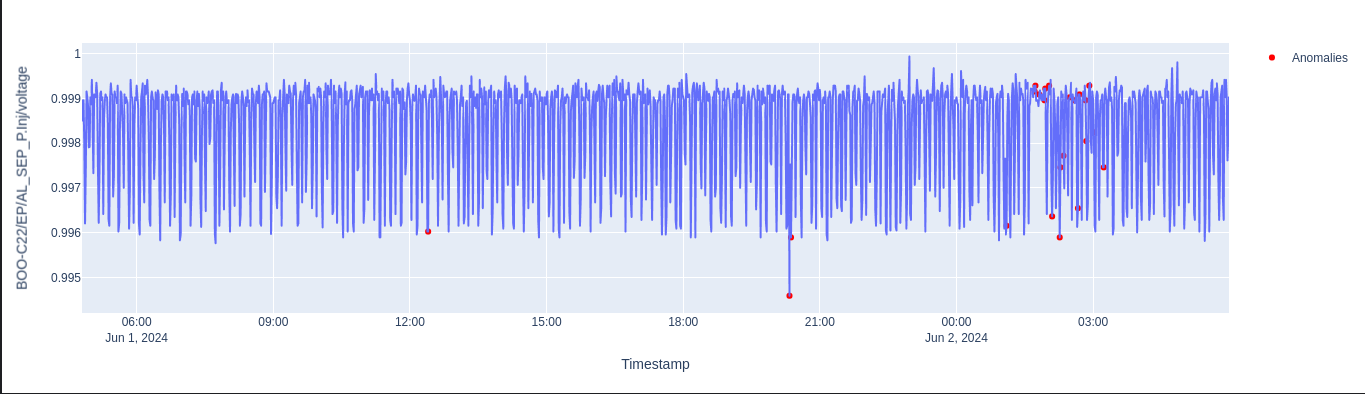 BOO-C22/EP/AL_SEP_P.Inj/voltage
1
0.999
0.998
0.997
0.996
0.995
06:00
Jun 1, 2024
09:00
12:00
15:00
18:00
21:00
00:00
Jun 2, 2024
03:00
Timestamp
Anomalies